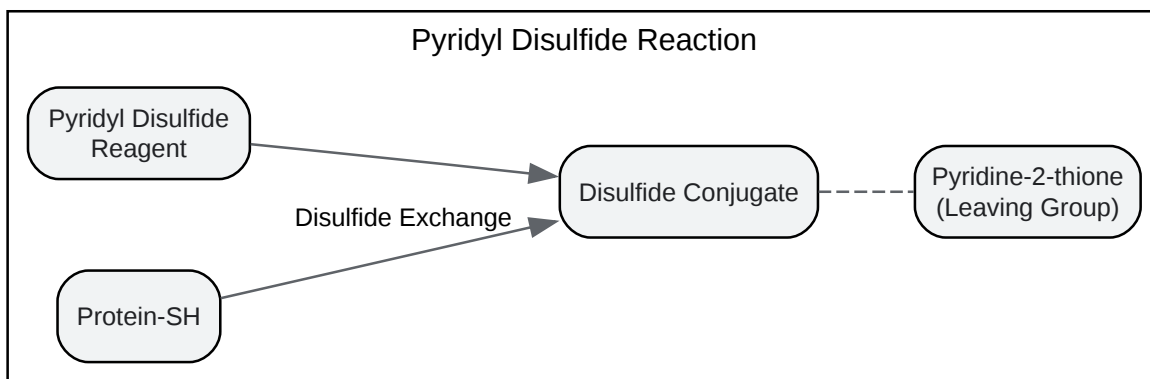 Pyridyl Disulfide Reaction
Pyridyl Disulfide
Reagent
Disulfide Exchange
Protein-SH
Disulfide Conjugate
Pyridine-2-thione
(Leaving Group)